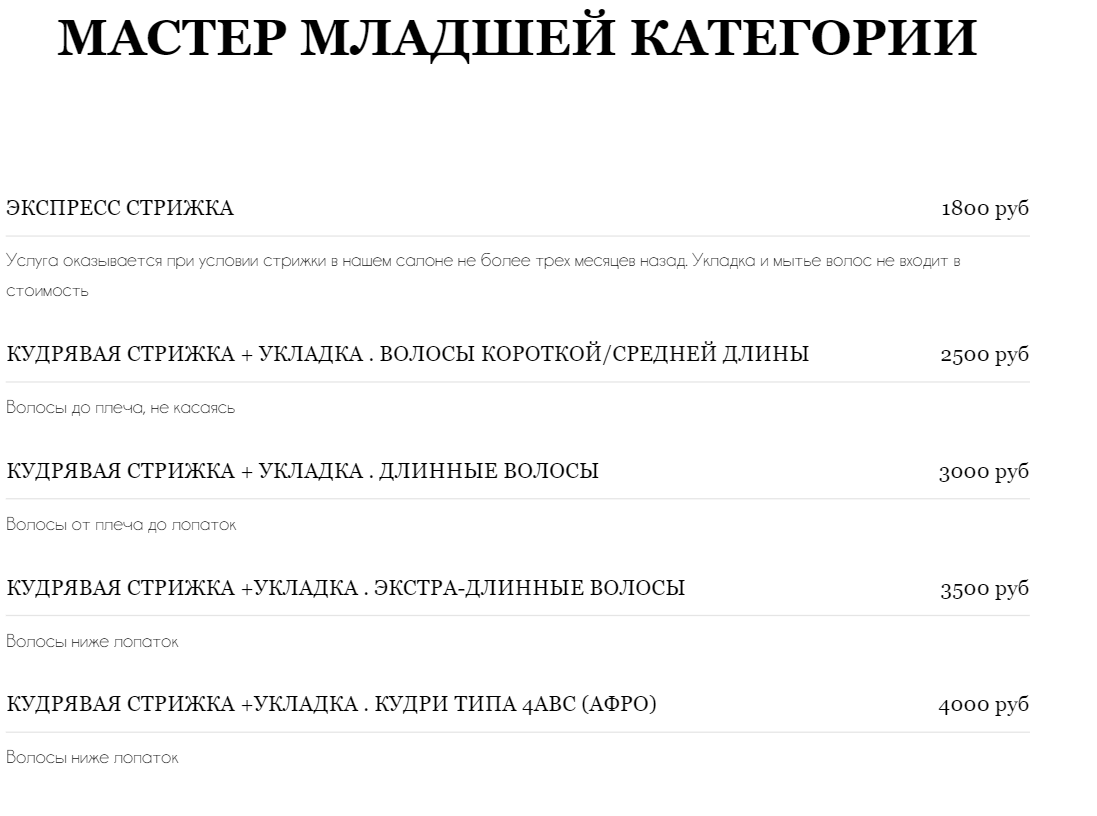 МАСТЕР МЛАДШЕЙ КАТЕГОРИИ
ЭКСПРЕСС СТРИЖКА 1800 руб
Услуга оказывается при условии стрижки в нашем салоне не более трех месяцев назад. Укладка и мытье волос не входит в
стоимость
КУДРЯВАЯ СТРИЖКА + УКЛАДКА . ВОЛОСЫ КОРОТКОЙ/СРЕДНЕЙ ДЛИНЫ 2500 руб
Волосы до плеча, не касаясь
КУДРЯВАЯ СТРИЖКА + УКЛАДКА . ДЛИННЫЕ ВОЛОСЫ 3000 руб
Волосы от плеча до лопаток
КУДРЯВАЯ СТРИЖКА +УКЛАДКА . ЭКСТРА-ДЛИННЫЕ ВОЛОСЫ 3500 руб
Волосы ниже лопаток
КУДРЯВАЯ СТРИЖКА +УКЛАДКА . КУДРИ ТИПА 4АВС (АФРО) 4000 руб
Волосы ниже лопаток